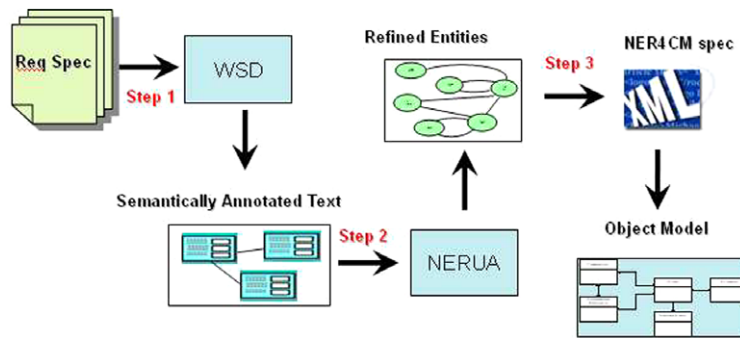 Req Spec
Step 1
WSD
Semantically Annotated Text
Step 2
NERUA
Refined Entities
Step 3
NER4CM spec
XML
Object Model